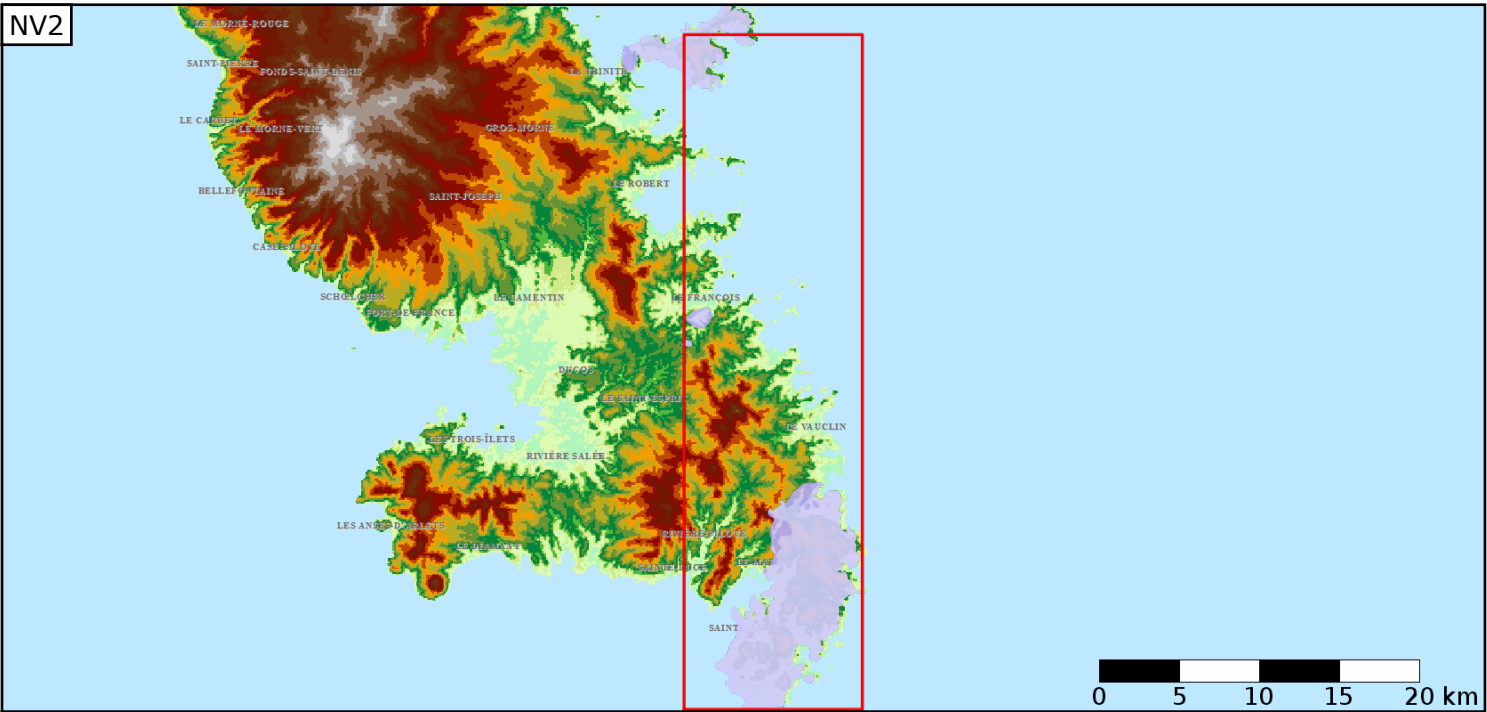 NV2
LE MORNE-ROUGE
SAINT-PIERRE
FONDS-SAINT-DENIS
LA TRINITÉ
LE CARBET
LE MORNE-VERT
GROS-MORNE
BELLEFONTAINE
SAINT-JOSEPH
LE ROBERT
CASE-PILOTE
SCHŒLCHER
LE LAMENTIN
LE FRANÇOIS
FORT-DE-FRANCE
DUCOS
LE SAINT-ESPRIT
LE VAUCLIN
LES TROIS-ÎLETS
RIVIÈRE SALÉE
LES ANSES-D'ARLETS
RIVIÈRE-PILOTE
LE DIAMANT
SAINTE-LUCE
LE MA
SAINT
0 5 10 15 20 km